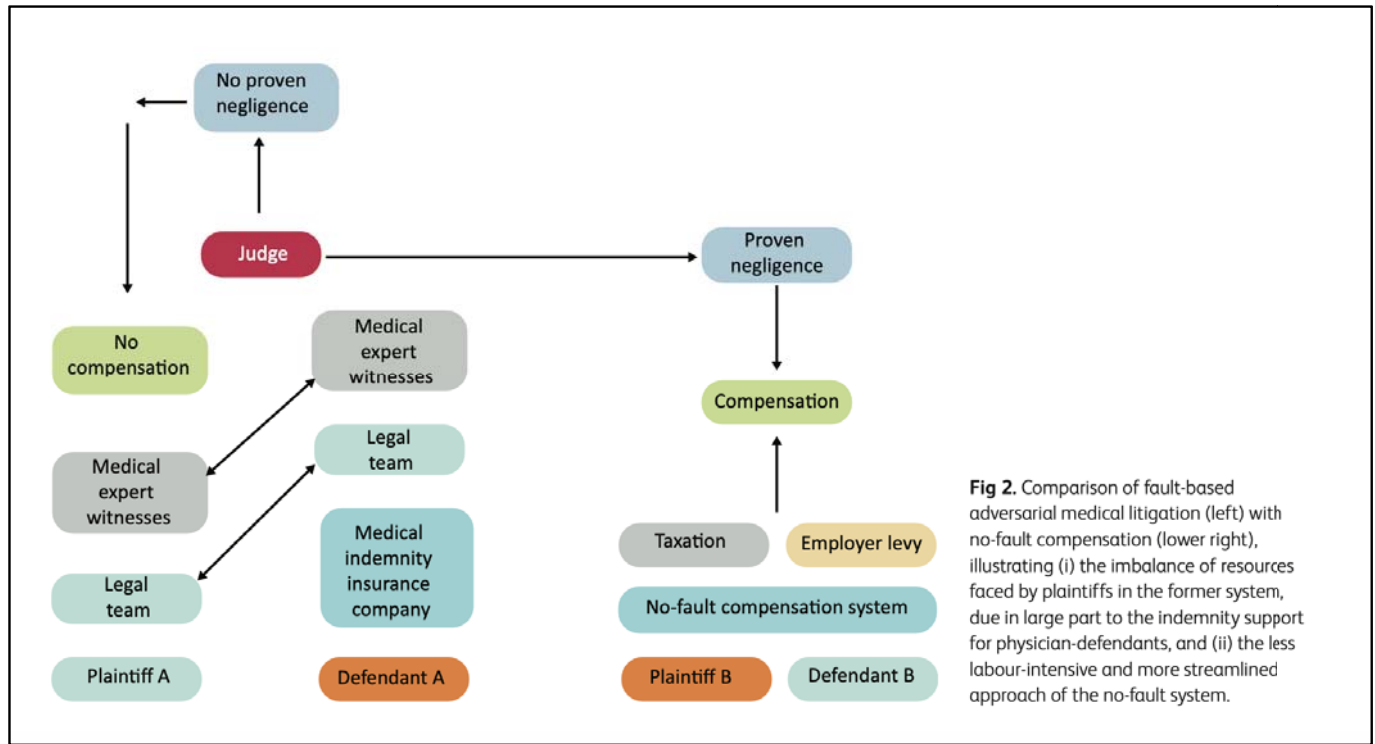 No proven
negligence
Judge
Proven
negligence
No
compensation
Medical
expert
witnesses
Compensation
Legal
team
Medical
expert
witnesses
Medical
indemnity
insurance
company
Taxation
Employer levy
Legal
team
No-fault compensation system
Plaintiff A
Defendant A
Plaintiff B
Defendant B
Fig 2. Comparison of fault-based
adversarial medical litigation (left) with
no-fault compensation (lower right),
illustrating (i) the imbalance of resources
faced by plaintiffs in the former system,
due in large part to the indemnity support
for physician-defendants, and (ii) the less
labour-intensive and more streamlined
approach of the no-fault system.